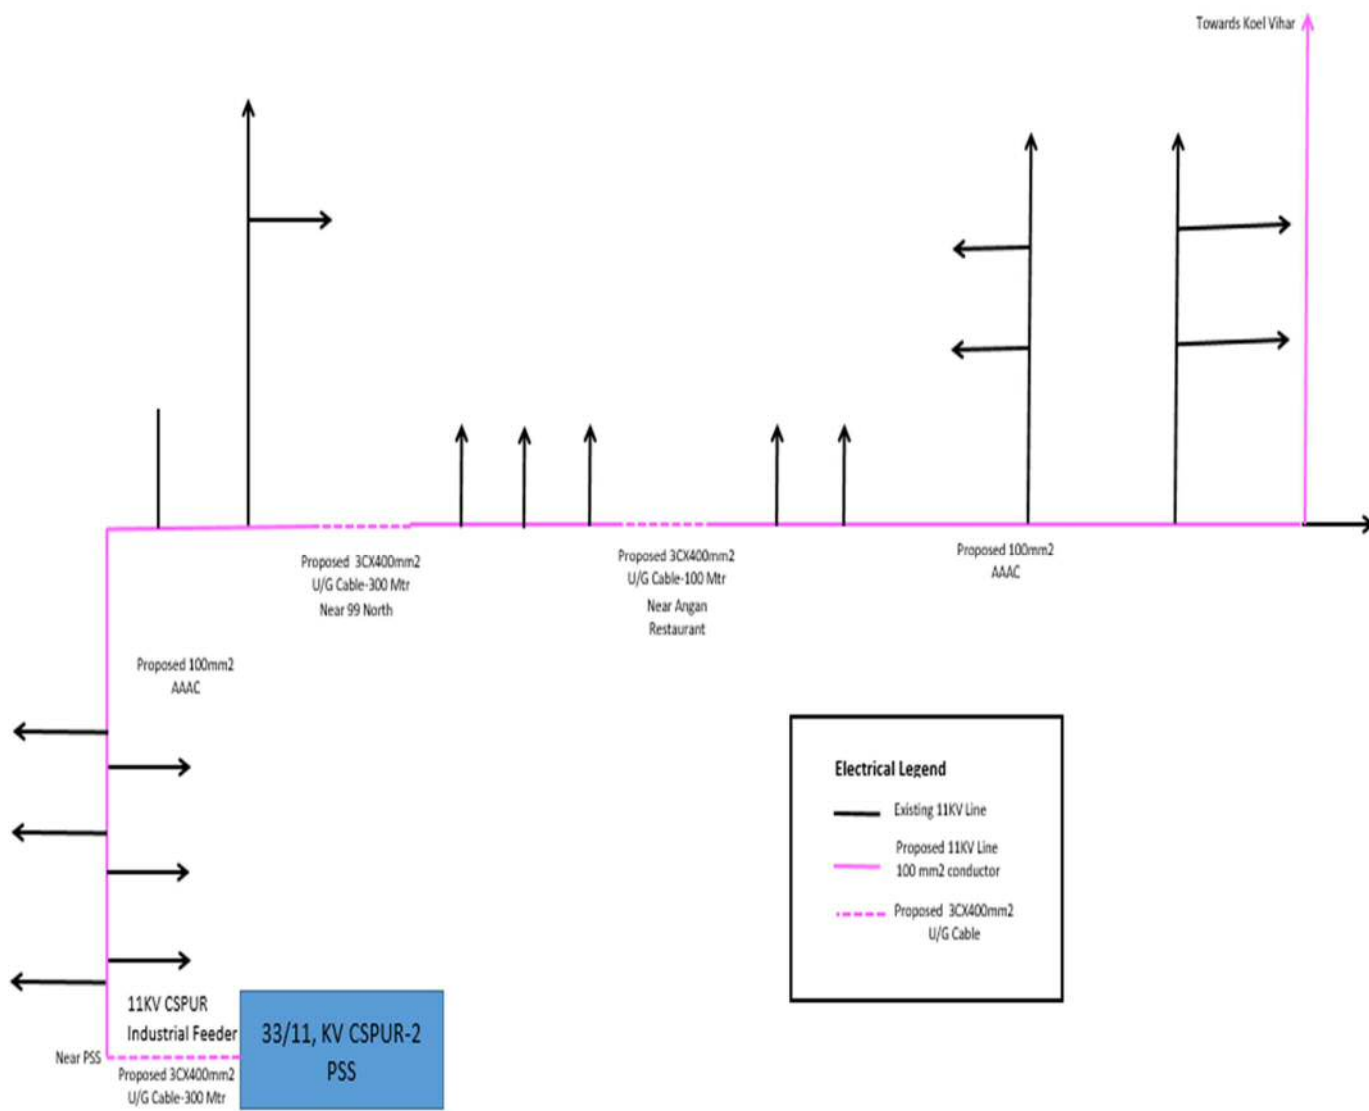 Towards Koel Vihar
Proposed 3CX400mm2
U/G Cable-300 Mtr
Near 99 North
Proposed 3CX400mm2
U/G Cable-100 Mtr
Near Angan
Restaurant
Proposed 100mm2
AAAC
Proposed 100mm2
AAAC
Electrical Legend
Existing 11KV Line
Proposed 11KV Line
100 mm2 conductor
Proposed 3CX400mm2
U/G Cable
11KV CSPUR
Industrial Feeder
33/11, KV CSPUR-2
PSS
Near PSS
Proposed 3CX400mm2
U/G Cable-300 Mtr